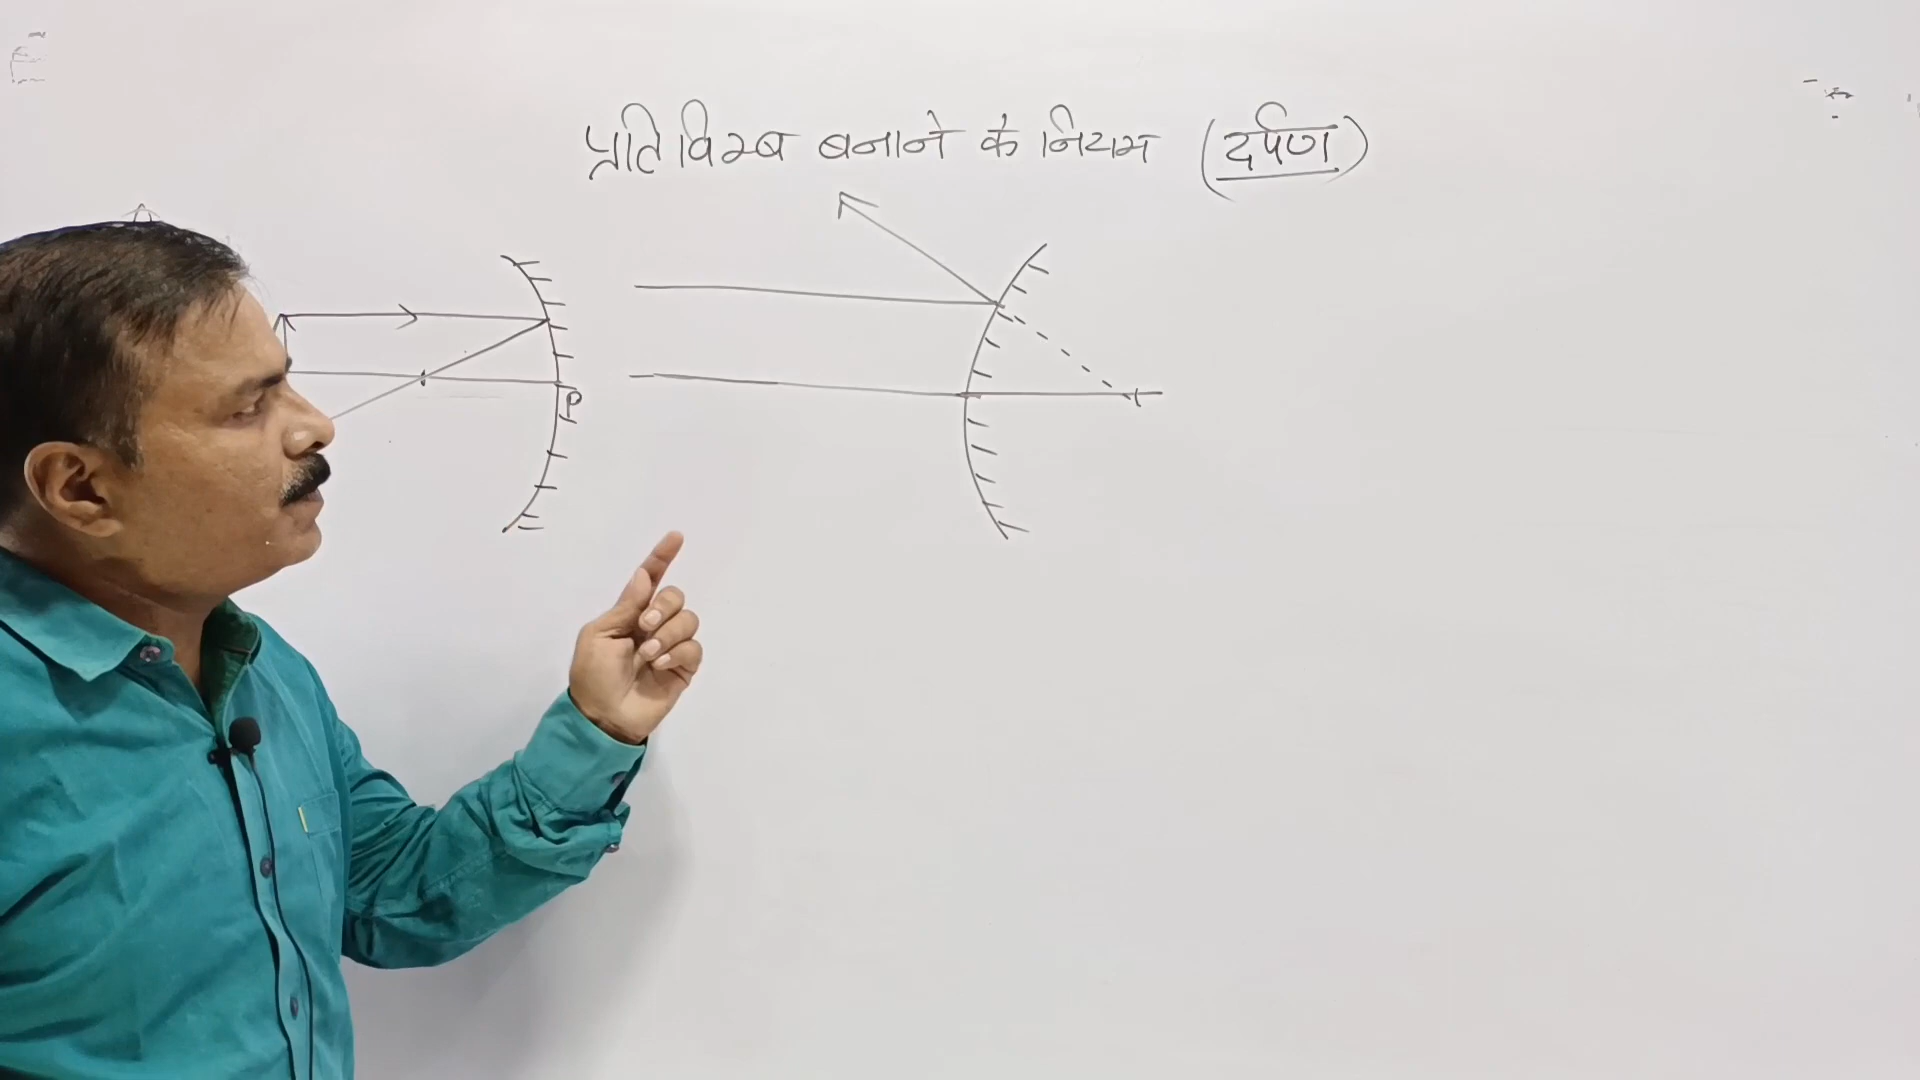 प्रतिबिम्ब बनाने के नियम (दर्पण)
P